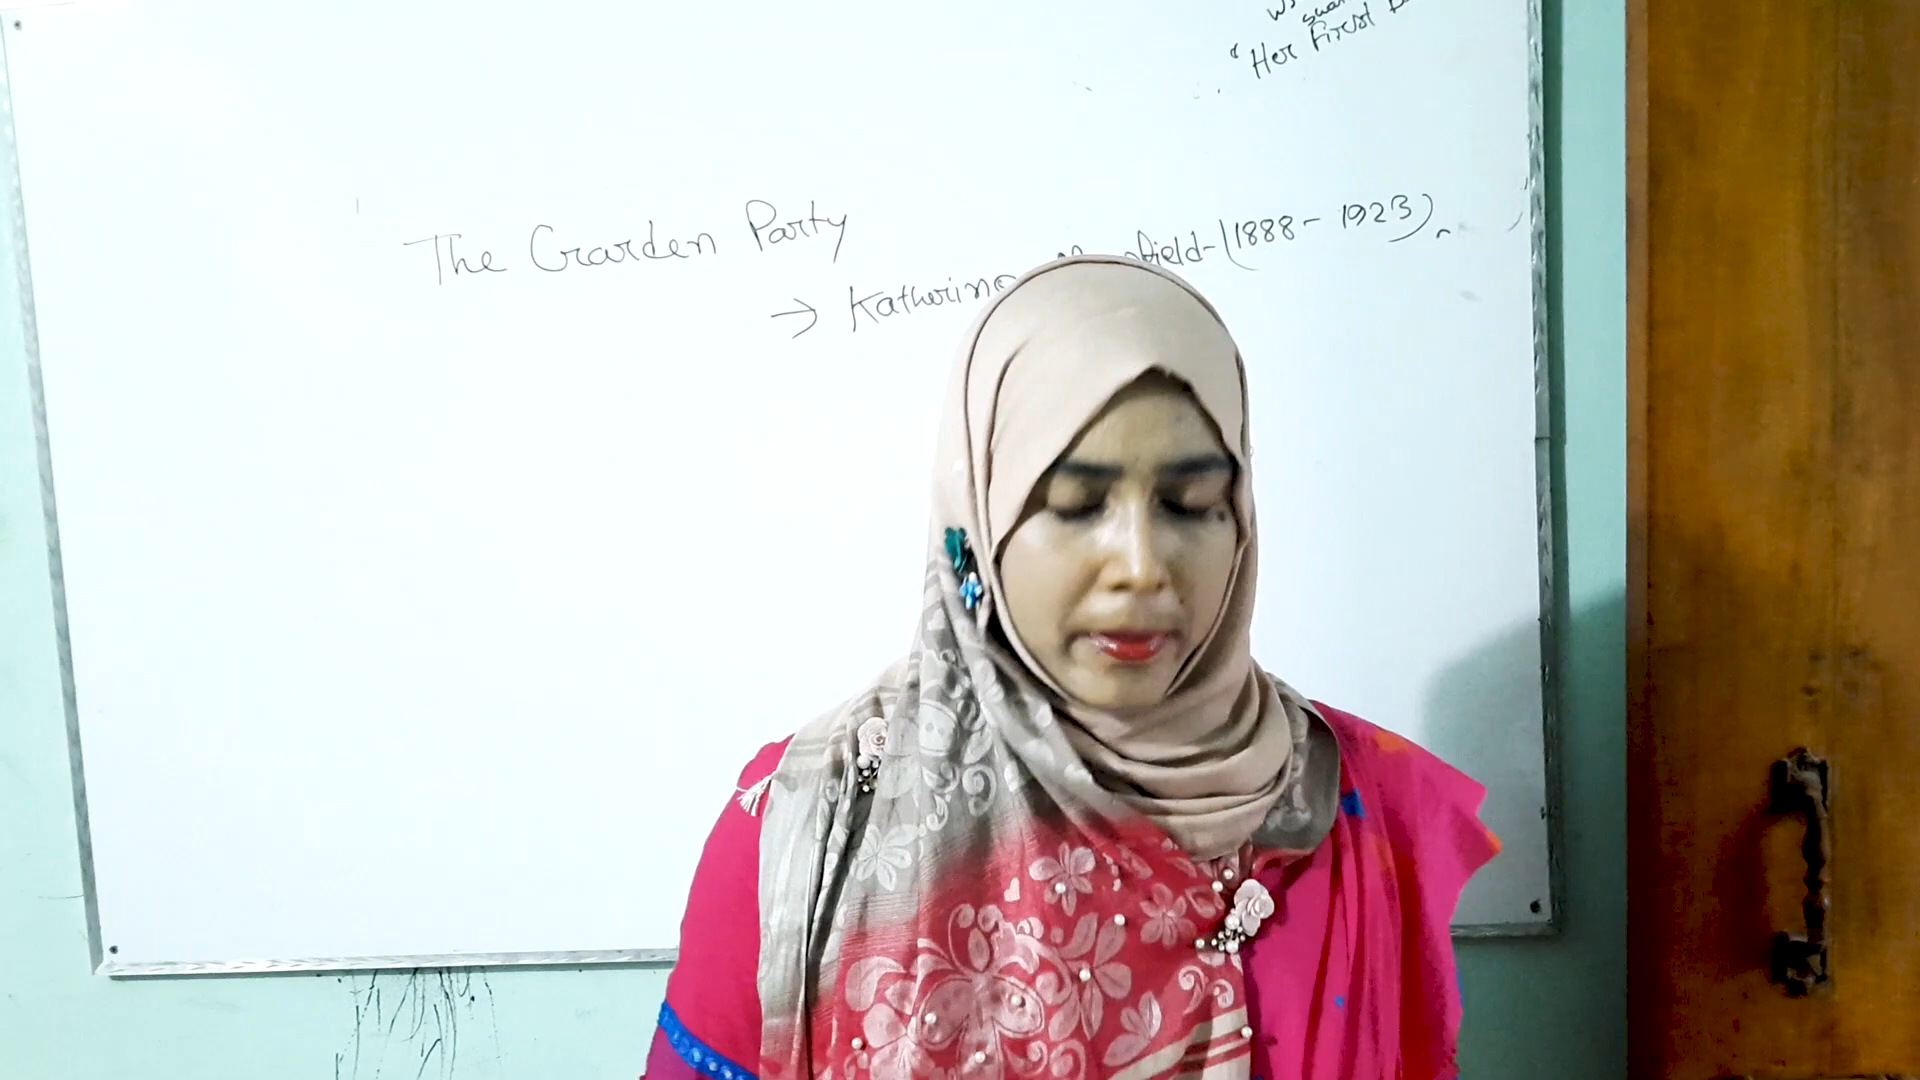 "Her First
The Garden Party
→ Katherine field-(1888- 1923).